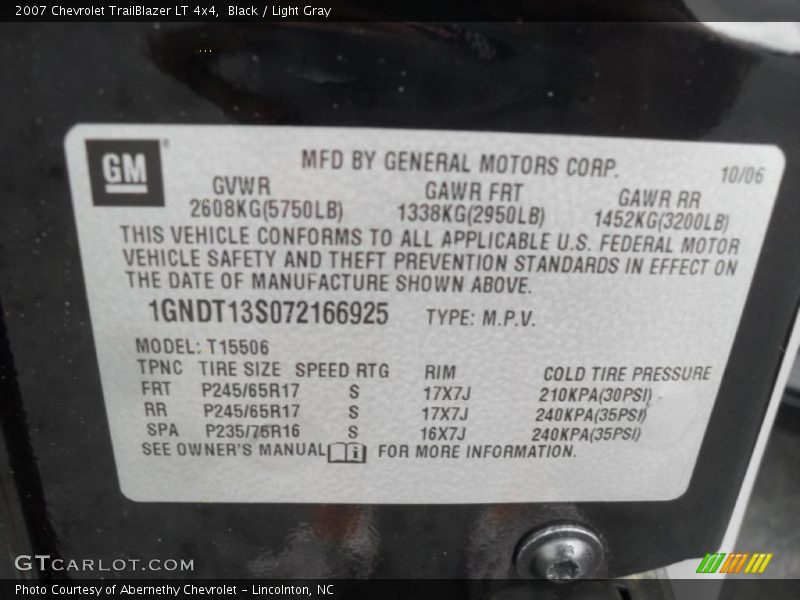 2007 Chevrolet TrailBlazer LT 4x4,  Black / Light Gray
GM
MFD BY GENERAL MOTORS CORP.
10/06
GVWR GAWR FRT GAWR RR
2608KG(5750LB) 1338KG(2950LB) 1452KG(3200LB)
THIS VEHICLE CONFORMS TO ALL APPLICABLE U.S. FEDERAL MOTOR
VEHICLE SAFETY AND THEFT PREVENTION STANDARDS IN EFFECT ON
THE DATE OF MANUFACTURE SHOWN ABOVE.
1GNDT13S072166925 TYPE: M.P.V.
MODEL: T15506
TPNC TIRE SIZE SPEED RTG RIM COLD TIRE PRESSURE
FRT P245/65R17 S 17X7J 210KPA(30PSI)
RR P245/65R17 S 17X7J 240KPA(35PSI)
SPA P235/75R16 S 16X7J 240KPA(35PSI)
SEE OWNER'S MANUAL i FOR MORE INFORMATION.
GTCARLOT.COM
Photo Courtesy of Abernethy Chevrolet – Lincolnton, NC